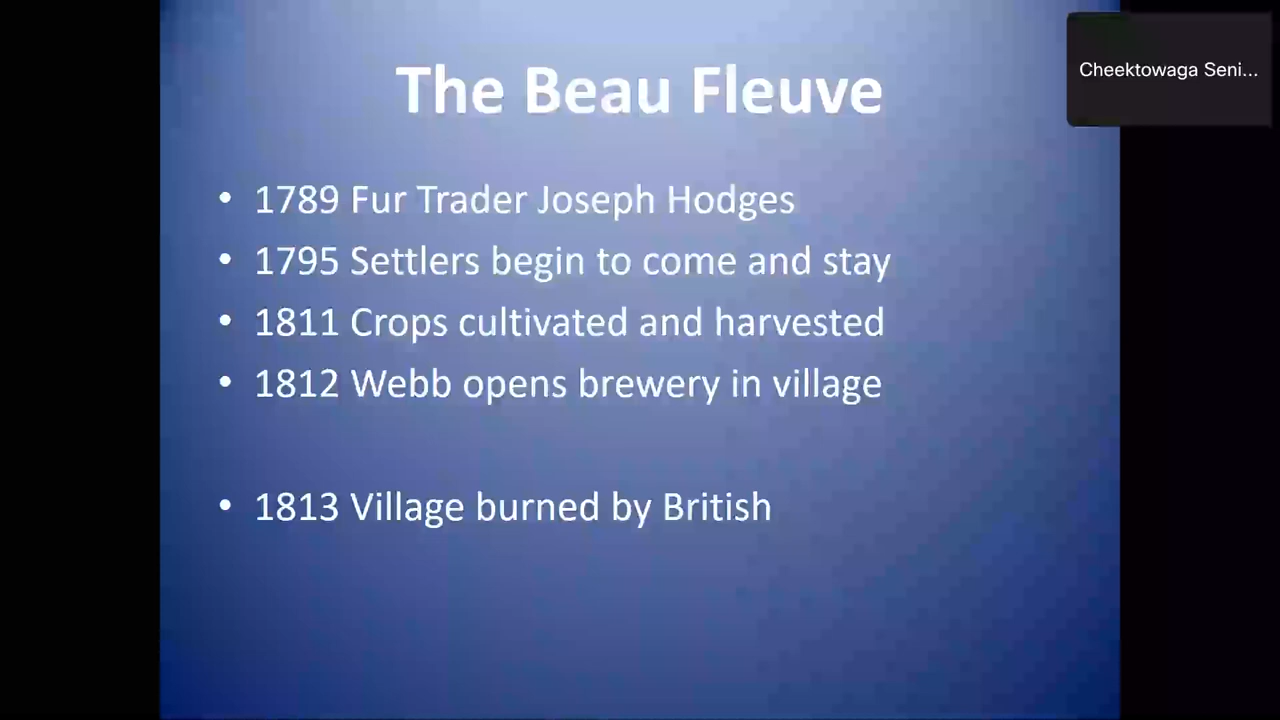 The Beau Fleuve
Cheektowaga Seni...
• 1789 Fur Trader Joseph Hodges
• 1795 Settlers begin to come and stay
• 1811 Crops cultivated and harvested
• 1812 Webb opens brewery in village
• 1813 Village burned by British